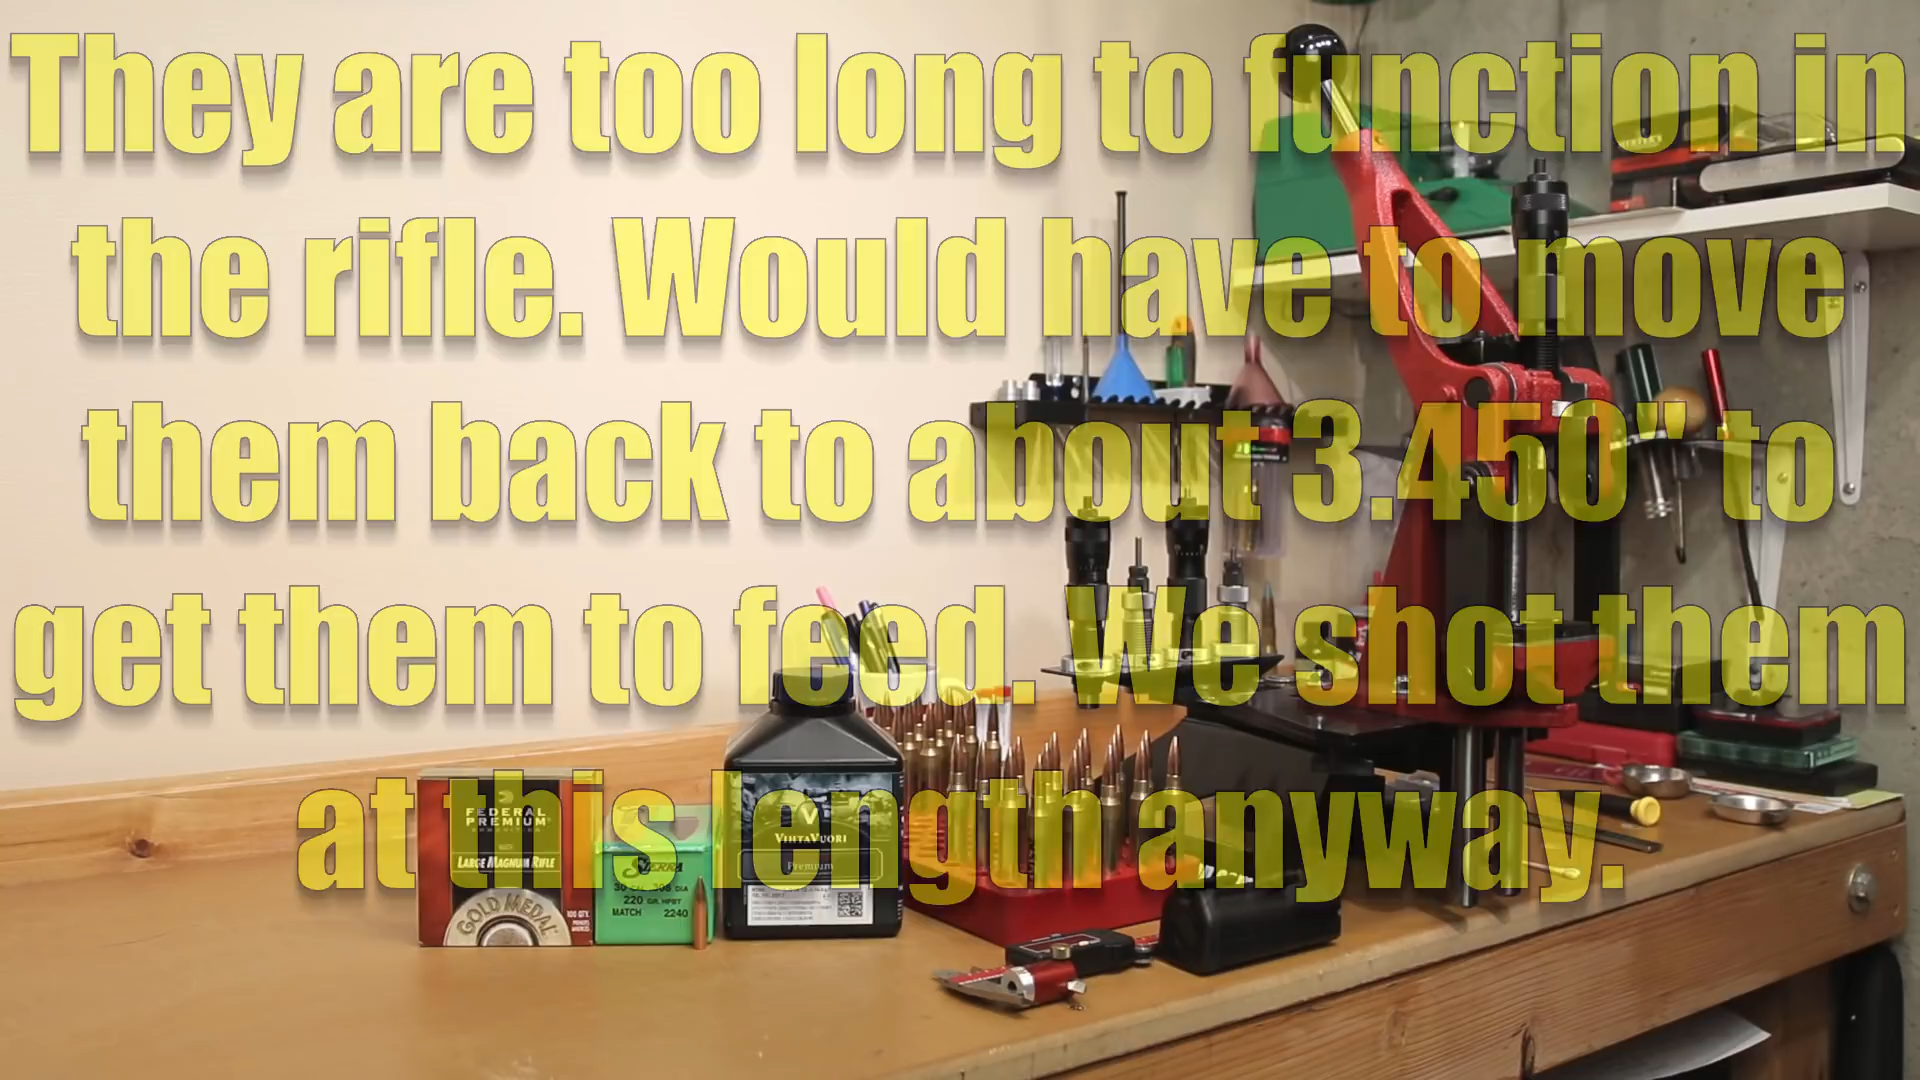 They are too long to function in
the rifle. Would have to move
them back to about 3.450" to
get them to feed. We shot them
at this length anyway.
FEDERAL
PREMIUM
LARGE MAGNUM RIFLE
GOLD MEDAL
SIERRA
30 CAL. .308 DIA
220 GR. HPBT
MATCH 2240
V
VIHTAVUORI
Premium